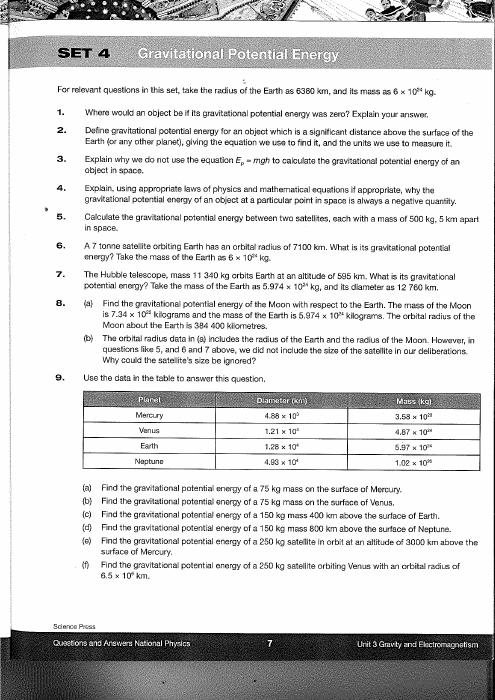 SET 4 Gravitational Potential Energy
For relevant questions in this set, take the radius of the Earth as 6380 km, and its mass as 6 × 10²⁴ kg.
1. Where would an object be if its gravitational potential energy was zero? Explain your answer.
2. Define gravitational potential energy for an object which is a significant distance above the surface of the
Earth (or any other planet), giving the equation we use to find it, and the units we use to measure it.
3. Explain why we do not use the equation Eₚ = mgh to calculate the gravitational potential energy of an
object in space.
4. Explain, using appropriate laws of physics and mathematical equations if appropriate, why the
gravitational potential energy of an object at a particular point in space is always a negative quantity.
5. Calculate the gravitational potential energy between two satellites, each with a mass of 500 kg, 5 km apart
in space.
6. A 7 tonne satellite orbiting Earth has an orbital radius of 7100 km. What is its gravitational potential
energy? Take the mass of Earth as 6 × 10²⁴ kg.
7. The Hubble telescope, mass 11 340 kg orbits Earth at an altitude of 595 km. What is its gravitational
potential energy? Take the mass of Earth as 5.974 × 10²⁴ kg, and its diameter as 12 760 km.
8. (a) Find the gravitational potential energy of the Moon with respect to the Earth. The mass of the Moon
is 7.34 × 10²² kilograms and the mass of the Earth is 5.974 × 10²⁴ kilograms. The orbital radius of the
Moon about the Earth is 384 400 kilometres.
(b) The orbital radius data in (a) includes the radius of the Earth and the radius of the Moon. However, in
questions like 5, and 6 and 7 above, we did not include the size of the satellite in our deliberations.
Why could the satellite's size be ignored?
9. Use the data in the table to answer this question.
Planet Diameter (km) Mass (kg)
Mercury 4.88 × 10³ 3.58 × 10²³
Venus 1.21 × 10⁴ 4.87 × 10²⁴
Earth 1.28 × 10⁴ 5.97 × 10²⁴
Neptune 4.93 × 10⁴ 1.02 × 10²⁶
(a) Find the gravitational potential energy of a 75 kg mass on the surface of Mercury.
(b) Find the gravitational potential energy of a 75 kg mass on the surface of Venus.
(c) Find the gravitational potential energy of a 150 kg mass 400 km above the surface of Earth.
(d) Find the gravitational potential energy of a 150 kg mass 800 km above the surface of Neptune.
(e) Find the gravitational potential energy of a 250 kg satellite in orbit at an altitude of 3000 km above the
surface of Mercury.
(f) Find the gravitational potential energy of a 250 kg satellite orbiting Venus with an orbital radius of
km.
Science Press
Questions and Answers National Physics 7 Unit 3 Gravity and Electromagnetism